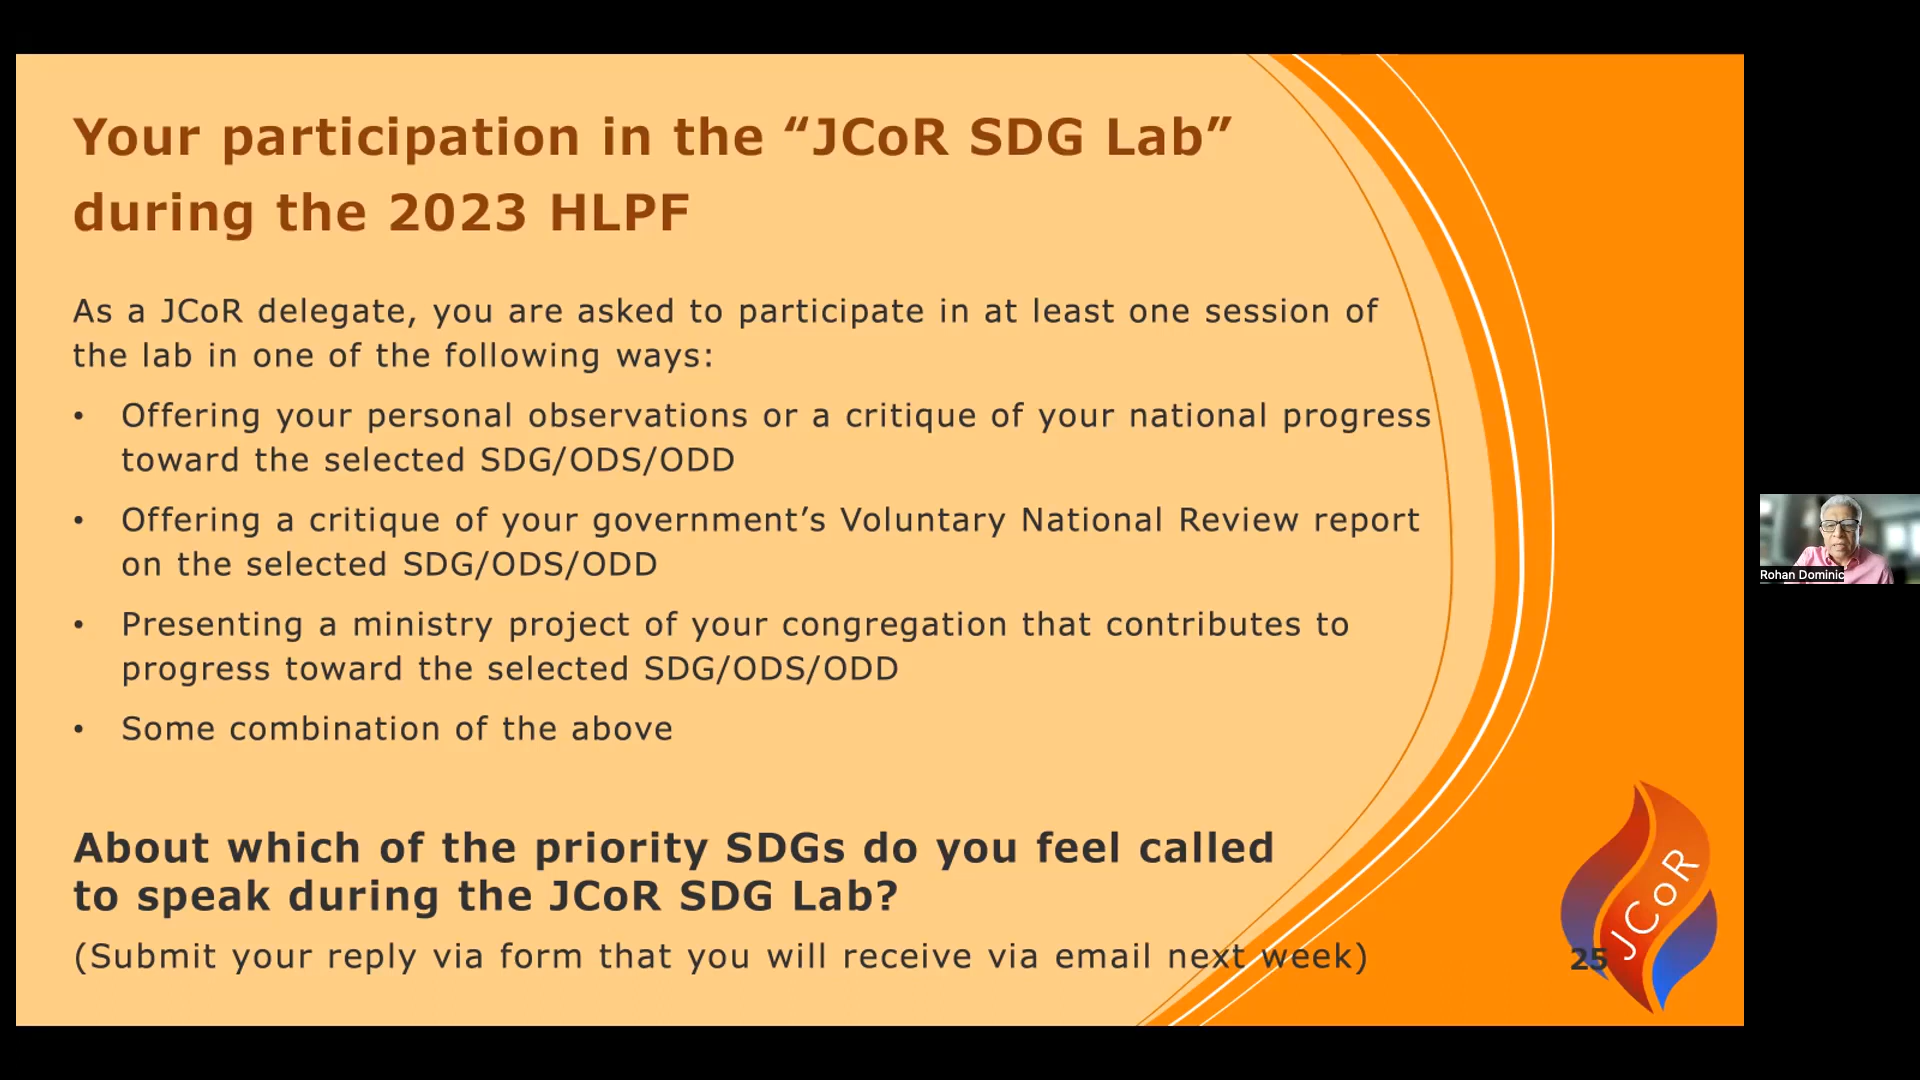 Your participation in the “JCoR SDG Lab”
during the 2023 HLPF
As a JCoR delegate, you are asked to participate in at least one session of
the lab in one of the following ways:
• Offering your personal observations or a critique of your national progress
toward the selected SDG/ODS/ODD
• Offering a critique of your government’s Voluntary National Review report
on the selected SDG/ODS/ODD
• Presenting a ministry project of your congregation that contributes to
progress toward the selected SDG/ODS/ODD
• Some combination of the above
About which of the priority SDGs do you feel called
to speak during the JCoR SDG Lab?
(Submit your reply via form that you will receive via email next week)
25
JCoR
Rohan Dominic